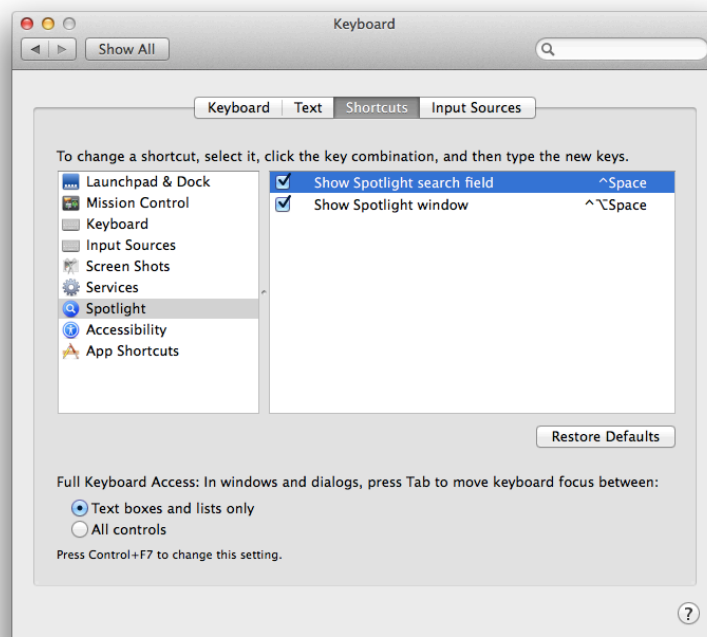 Keyboard
Show All
Keyboard Text Shortcuts Input Sources
To change a shortcut, select it, click the key combination, and then type the new keys.
Launchpad & Dock
Mission Control
Keyboard
Input Sources
Screen Shots
Services
Spotlight
Accessibility
App Shortcuts
Show Spotlight search field ^Space
Show Spotlight window ^⌥Space
Restore Defaults
Full Keyboard Access: In windows and dialogs, press Tab to move keyboard focus between:
Text boxes and lists only
All controls
Press Control+F7 to change this setting.
?